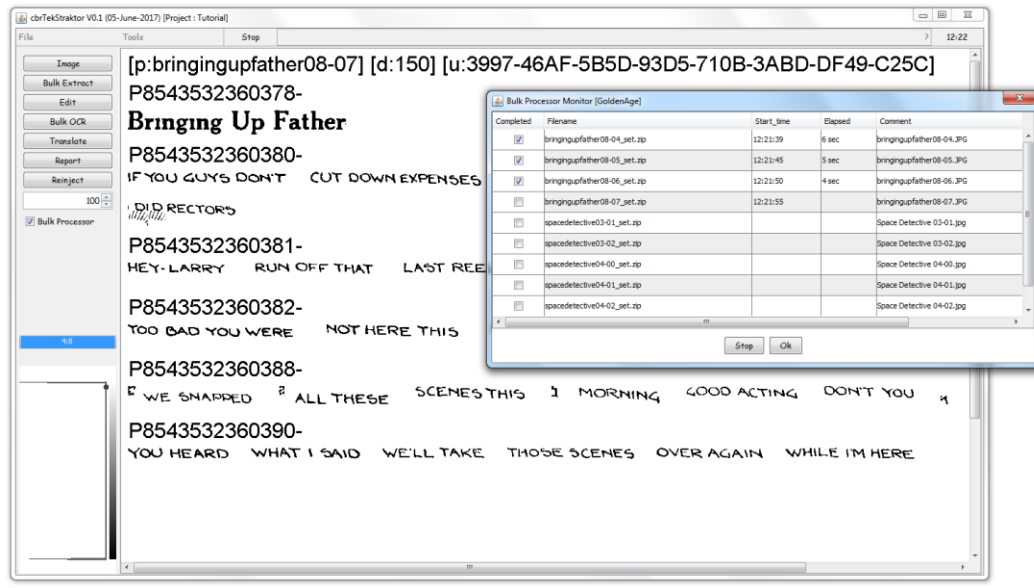 cbrTekStraktor V0.1 (05-June-2017) [Project : Tutorial]
File Tools Stop 12:22
Image
Bulk Extract
Edit
Bulk OCR
Translate
Report
Reinject
100
Bulk Processor
4:8
[p:bringingupfather08-07] [d:150] [u:3997-46AF-5B5D-93D5-710B-3ABD-DF49-C25C]
P8543532360378-
Bringing Up Father
P8543532360380-
IF YOU GUYS DON'T CUT DOWN EXPENSES
DID RECTORS
P8543532360381-
HEY-LARRY RUN OFF THAT LAST REE
P8543532360382-
TOO BAD YOU WERE NOT HERE THIS
P8543532360388-
WE SNAPPED ALL THESE SCENES THIS MORNING GOOD ACTING DON'T YOU
P8543532360390-
YOU HEARD WHAT I SAID WE'LL TAKE THOSE SCENES OVER AGAIN WHILE I'M HERE
Bulk Processor Monitor [GoldenAge]
Completed Filename Start_time Elapsed Comment
bringingupfather08-04_set.zip 12:21:39 6 sec bringingupfather08-04.JPG
bringingupfather08-05_set.zip 12:21:45 5 sec bringingupfather08-05.JPG
bringingupfather08-06_set.zip 12:21:50 4 sec bringingupfather08-06.JPG
bringingupfather08-07_set.zip 12:21:55 bringingupfather08-07.JPG
spacedetective03-01_set.zip Space Detective 03-01.jpg
spacedetective03-02_set.zip Space Detective 03-02.jpg
spacedetective04-00_set.zip Space Detective 04-00.jpg
spacedetective04-01_set.zip Space Detective 04-01.jpg
spacedetective04-02_set.zip Space Detective 04-02.jpg
Stop Ok